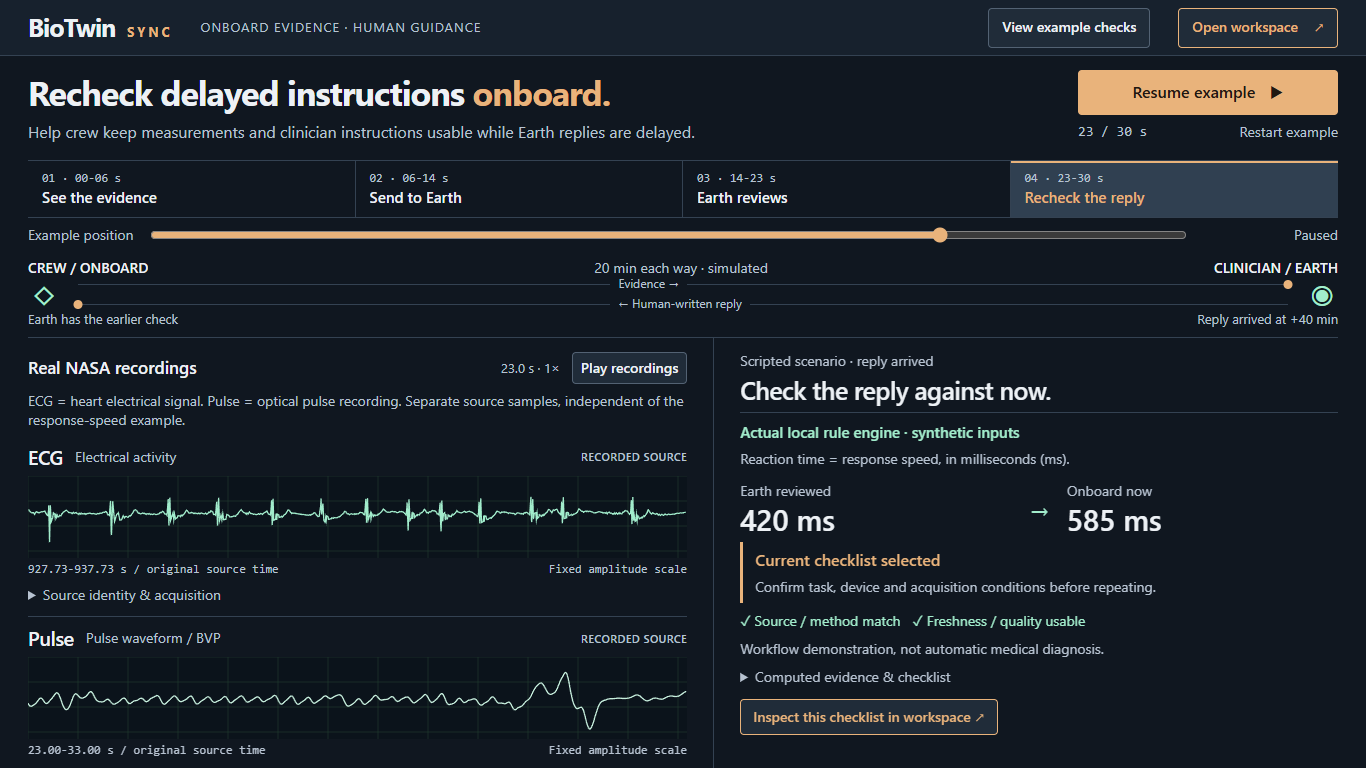 BioTwin SYNC ONBOARD EVIDENCE · HUMAN GUIDANCE
View example checks
Open workspace ↗
Recheck delayed instructions onboard.
Help crew keep measurements and clinician instructions usable while Earth replies are delayed.
Resume example ▶
23 / 30 s Restart example
01 · 00-06 s
See the evidence
02 · 06-14 s
Send to Earth
03 · 14-23 s
Earth reviews
04 · 23-30 s
Recheck the reply
Example position Paused
CREW / ONBOARD 20 min each way · simulated CLINICIAN / EARTH
Evidence →
← Human-written reply
Earth has the earlier check Reply arrived at +40 min
Real NASA recordings 23.0 s · 1× Play recordings
ECG = heart electrical signal. Pulse = optical pulse recording. Separate source samples, independent of the
response-speed example.
ECG Electrical activity RECORDED SOURCE
927.73-937.73 s / original source time Fixed amplitude scale
▶ Source identity & acquisition
Pulse Pulse waveform / BVP RECORDED SOURCE
23.00-33.00 s / original source time Fixed amplitude scale
Scripted scenario · reply arrived
Check the reply against now.
Actual local rule engine · synthetic inputs
Reaction time = response speed, in milliseconds (ms).
Earth reviewed Onboard now
420 ms → 585 ms
Current checklist selected
Confirm task, device and acquisition conditions before repeating.
✓ Source / method match ✓ Freshness / quality usable
Workflow demonstration, not automatic medical diagnosis.
▶ Computed evidence & checklist
Inspect this checklist in workspace ↗